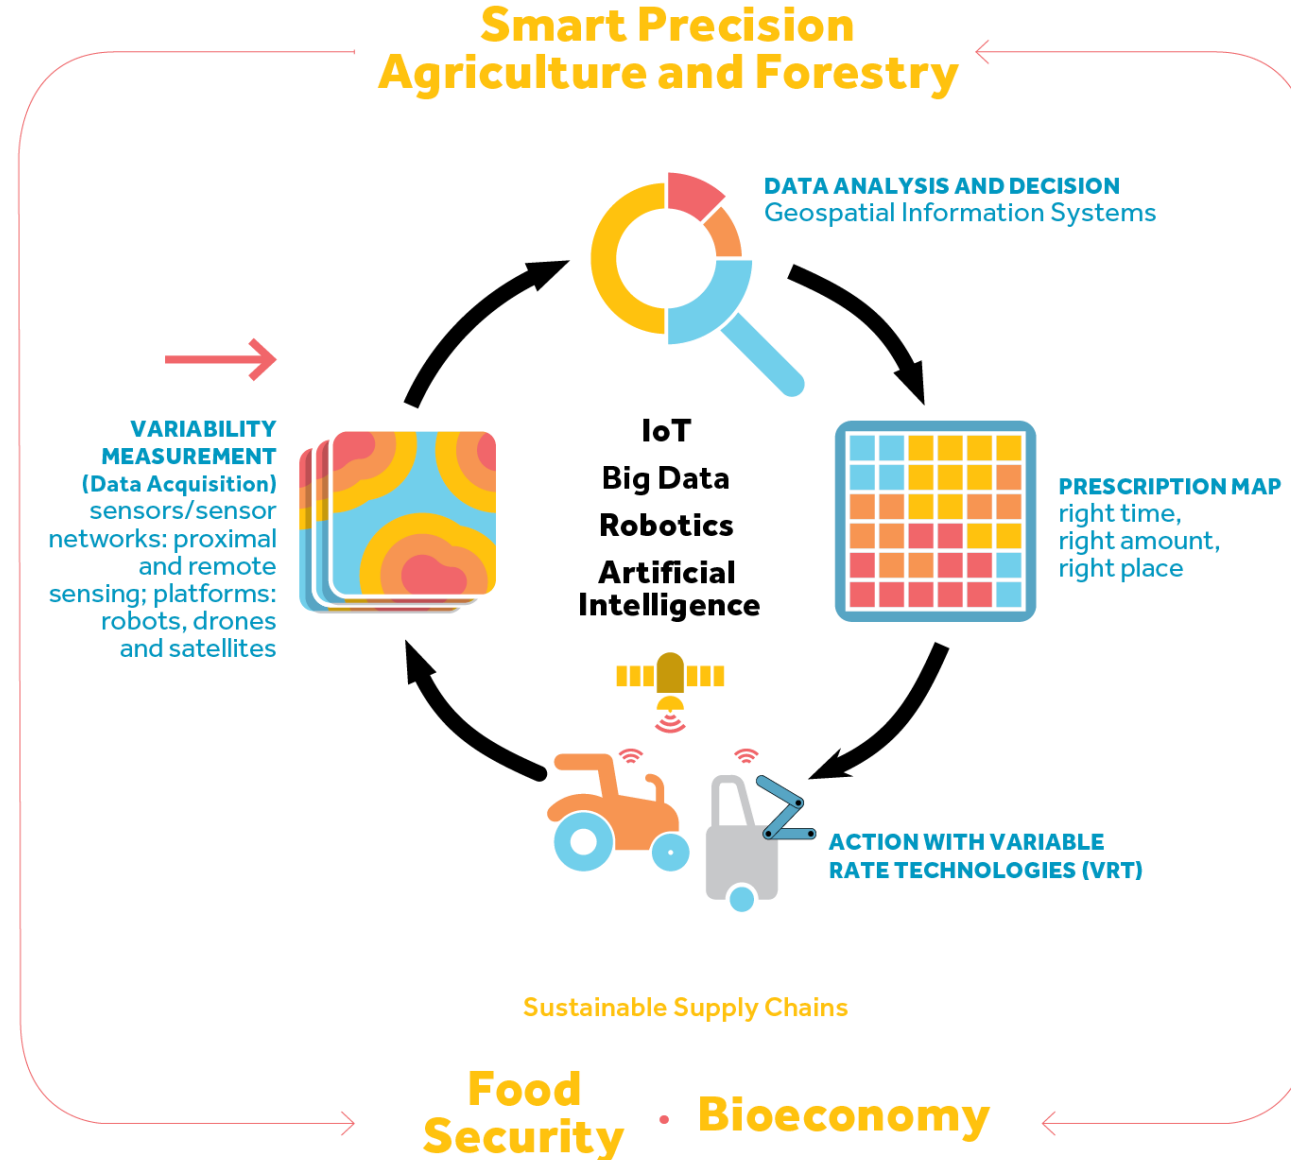 Smart Precision
Agriculture and Forestry
DATA ANALYSIS AND DECISION
Geospatial Information Systems
VARIABILITY
MEASUREMENT
(Data Acquisition)
sensors/sensor
networks: proximal
and remote
sensing; platforms:
robots, drones
and satellites
IoT
Big Data
Robotics
Artificial
Intelligence
PRESCRIPTION MAP
right time,
right amount,
right place
ACTION WITH VARIABLE
RATE TECHNOLOGIES (VRT)
Sustainable Supply Chains
Food
Security
· Bioeconomy